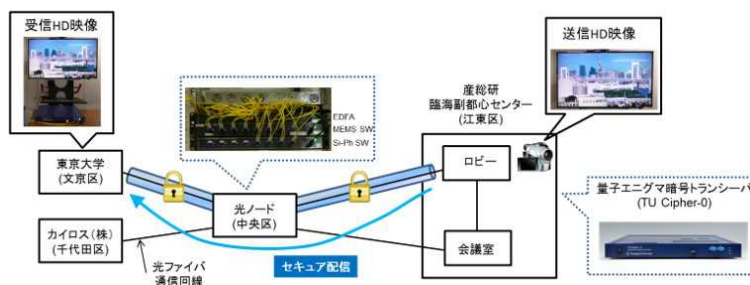 受信HD映像
送信HD映像
産総研
臨海副都心センター
(江東区)
EDFA
MEMS SW
Si-Ph SW
東京大学
(文京区)
ロビー
光ノード
(中央区)
量子エニグマ暗号トランシーバ
(TU Cipher-0)
カイロス(株)
(千代田区)
会議室
光ファイバ
通信回線
セキュア配信